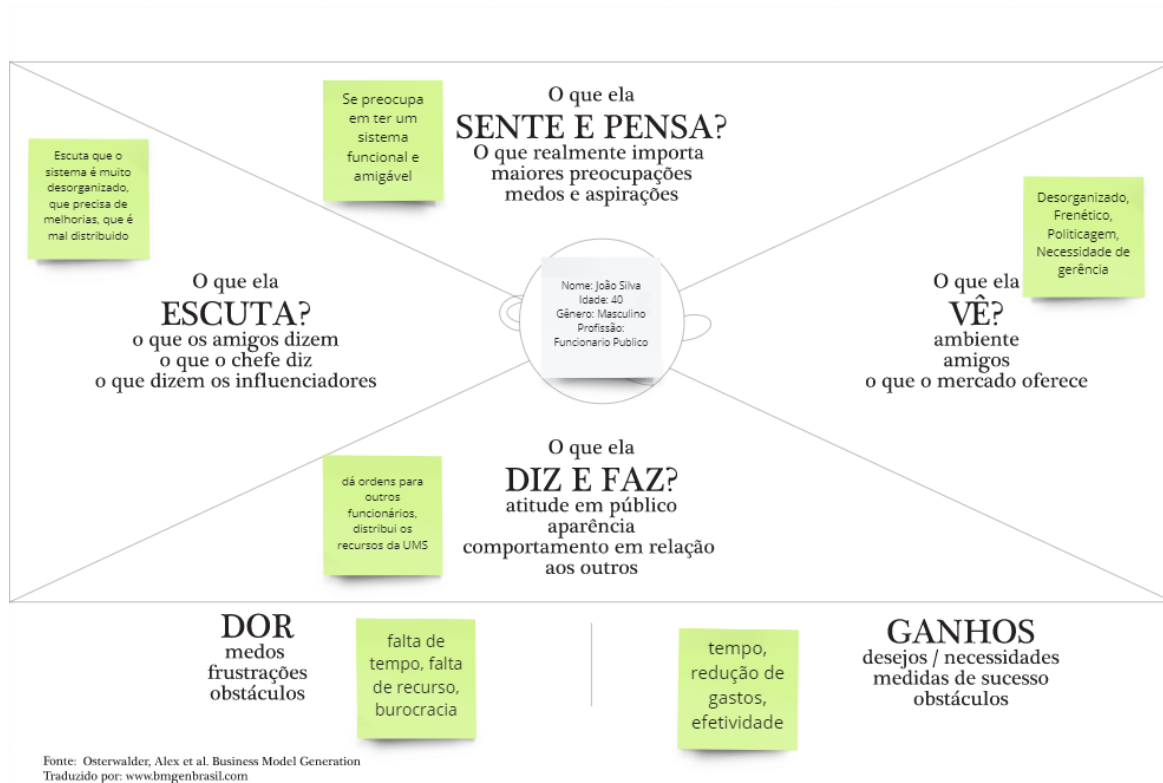 Se preocupa
em ter um
sistema
funcional e
amigável
O que ela
SENTE E PENSA?
O que realmente importa
maiores preocupações
medos e aspirações
Escuta que o
sistema é muito
desorganizado,
que precisa de
melhorias, que é
mal distribuido
O que ela
ESCUTA?
o que os amigos dizem
o que o chefe diz
o que dizem os influenciadores
Nome: João Silva
Idade: 40
Gênero: Masculino
Profissão:
Funcionario Publico
Desorganizado,
Frenético,
Politicagem,
Necessidade de
gerência
O que ela
VÊ?
ambiente
amigos
o que o mercado oferece
dá ordens para
outros
funcionários,
distribui os
recursos da UMS
O que ela
DIZ E FAZ?
atitude em público
aparência
comportamento em relação
aos outros
DOR
medos
frustrações
obstáculos
falta de
tempo, falta
de recurso,
burocracia
tempo,
redução de
gastos,
efetividade
GANHOS
desejos / necessidades
medidas de sucesso
obstáculos
Fonte: Osterwalder, Alex et al. Business Model Generation
Traduzido por: www.bmgenbrasil.com